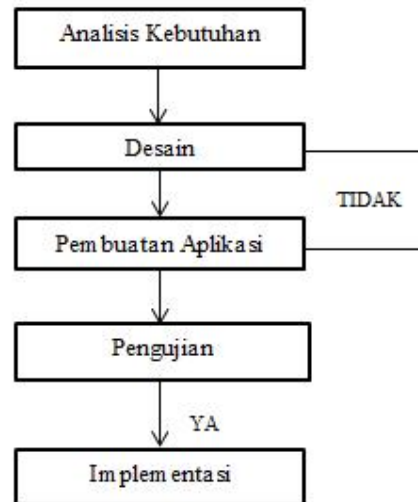 Analisis Kebutuhan
Desain
TIDAK
Pembuatan Aplikasi
Pengujian
YA
Implementasi